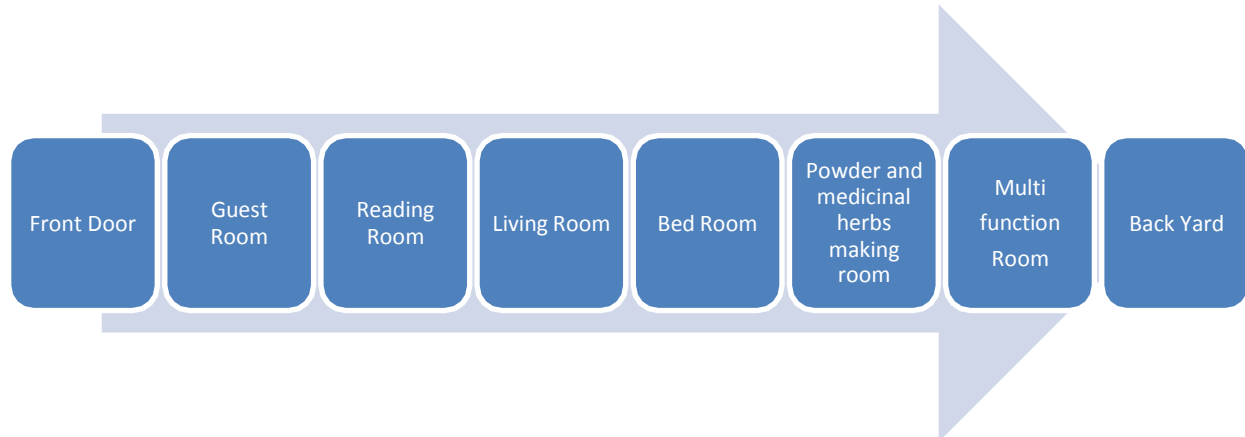 Front Door
Guest
Room
Reading
Room
Living Room
Bed Room
Powder and
medicinal
herbs
making
room
Multi
function
Room
Back Yard